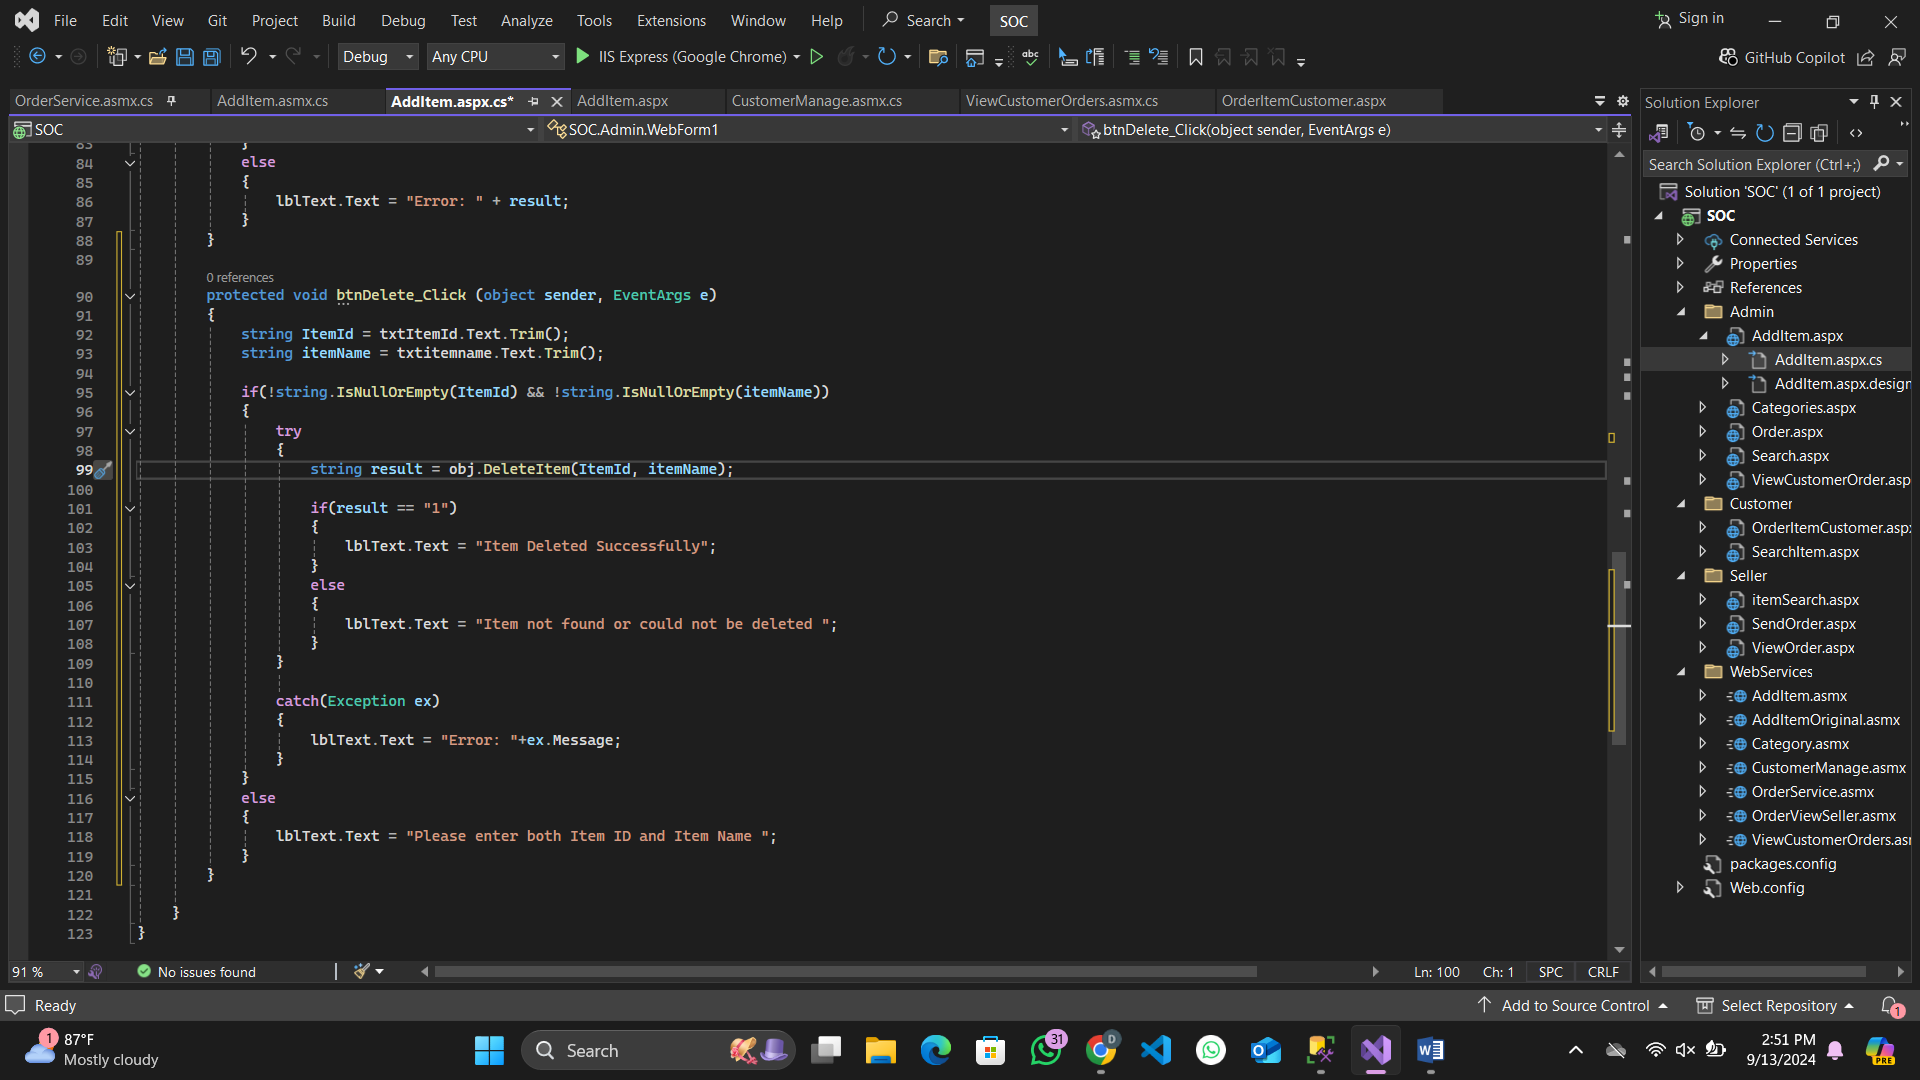 File Edit View Git Project Build Debug Test Analyze Tools Extensions Window Help Search SOC Sign in
Debug Any CPU IIS Express (Google Chrome) abc GitHub Copilot
OrderService.asmx.cs AddItem.asmx.cs AddItem.aspx.cs* AddItem.aspx CustomerManage.asmx.cs ViewCustomerOrders.asmx.cs OrderItemCustomer.aspx
SOC SOC.Admin.WebForm1 btnDelete_Click(object sender, EventArgs e)
83 }
84 else
85 {
86 lblText.Text = "Error: " + result;
87 }
88 }
89
0 references
90 protected void btnDelete_Click (object sender, EventArgs e)
91 {
92 string ItemId = txtItemId.Text.Trim();
93 string itemName = txtitemname.Text.Trim();
94
95 if(!string.IsNullOrEmpty(ItemId) && !string.IsNullOrEmpty(itemName))
96 {
97 try
98 {
99 string result = obj.DeleteItem(ItemId, itemName);
100
101 if(result == "1")
102 {
103 lblText.Text = "Item Deleted Successfully";
104 }
105 else
106 {
107 lblText.Text = "Item not found or could not be deleted ";
108 }
109 }
110
111 catch(Exception ex)
112 {
113 lblText.Text = "Error: "+ex.Message;
114 }
115 }
116 else
117 {
118 lblText.Text = "Please enter both Item ID and Item Name ";
119 }
120 }
121
122 }
123 }
91 % No issues found Ln: 100 Ch: 1 SPC CRLF
Solution Explorer
Search Solution Explorer (Ctrl+;)
Solution 'SOC' (1 of 1 project)
SOC
Connected Services
Properties
References
Admin
AddItem.aspx
AddItem.aspx.cs
AddItem.aspx.design
Categories.aspx
Order.aspx
Search.aspx
ViewCustomerOrder.asp
Customer
OrderItemCustomer.asp
SearchItem.aspx
Seller
itemSearch.aspx
SendOrder.aspx
ViewOrder.aspx
WebServices
AddItem.asmx
AddItemOriginal.asmx
Category.asmx
CustomerManage.asmx
OrderService.asmx
OrderViewSeller.asmx
ViewCustomerOrders.as
packages.config
Web.config
Ready Add to Source Control Select Repository 1
1 87°F
Mostly cloudy
Search
31
D
PRE
2:51 PM
9/13/2024